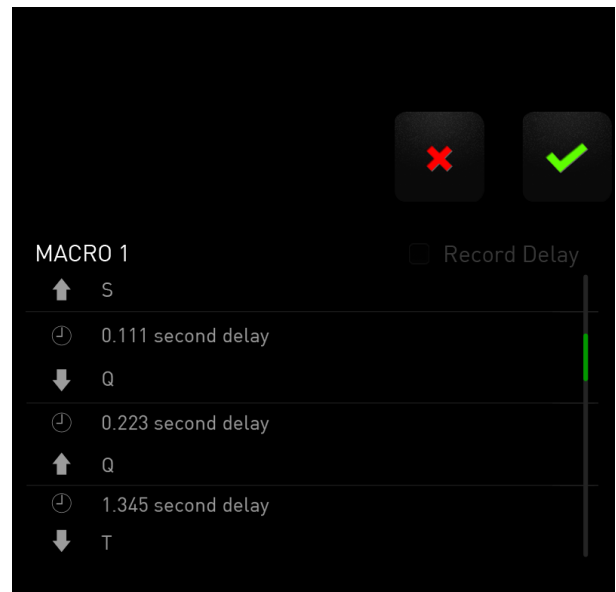 MACRO 1
Record Delay
S
0.111 second delay
Q
0.223 second delay
Q
1.345 second delay
T